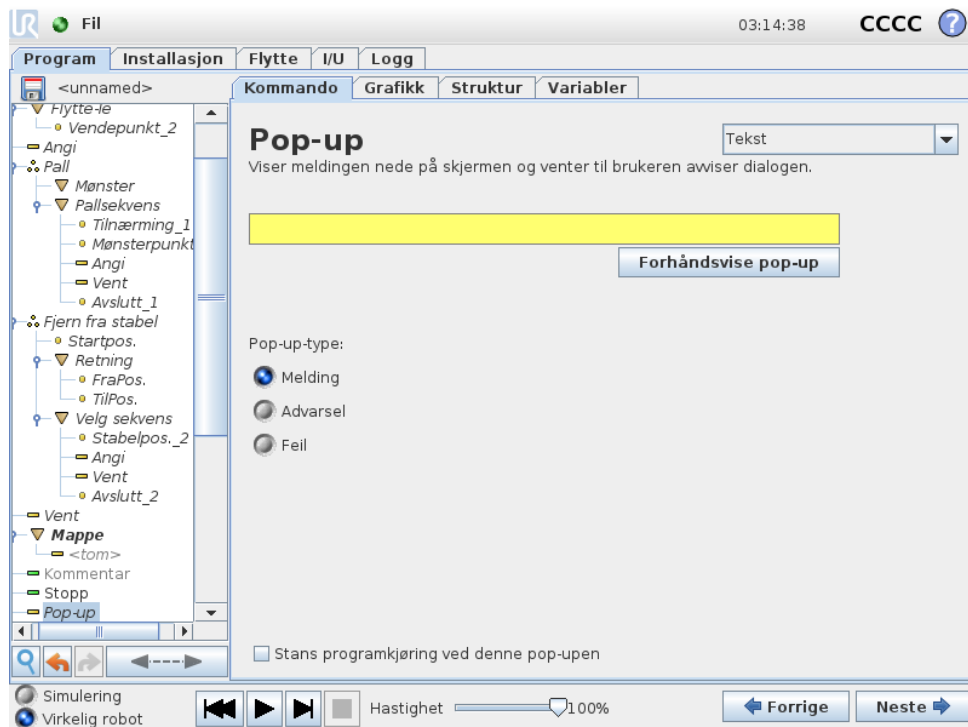 UR Fil 03:14:38 CCCC ?
Program Installasjon Flytte I/U Logg
<unnamed>
Kommando Grafikk Struktur Variabler
Flytte-le
Vendepunkt_2
Angi
Pall
Mønster
Pallsekvens
Tilnærming_1
Mønsterpunkt
Angi
Vent
Avslutt_1
Fjern fra stabel
Startpos.
Retning
FraPos.
TilPos.
Velg sekvens
Stabelpos._2
Angi
Vent
Avslutt_2
Vent
Mappe
<tom>
Kommentar
Stopp
Pop-up
Pop-up
Tekst
Viser meldingen nede på skjermen og venter til brukeren avviser dialogen.
Forhåndsvise pop-up
Pop-up-type:
Melding
Advarsel
Feil
Stans programkjøring ved denne pop-upen
Simulering
Virkelig robot
Hastighet 100%
Forrige Neste